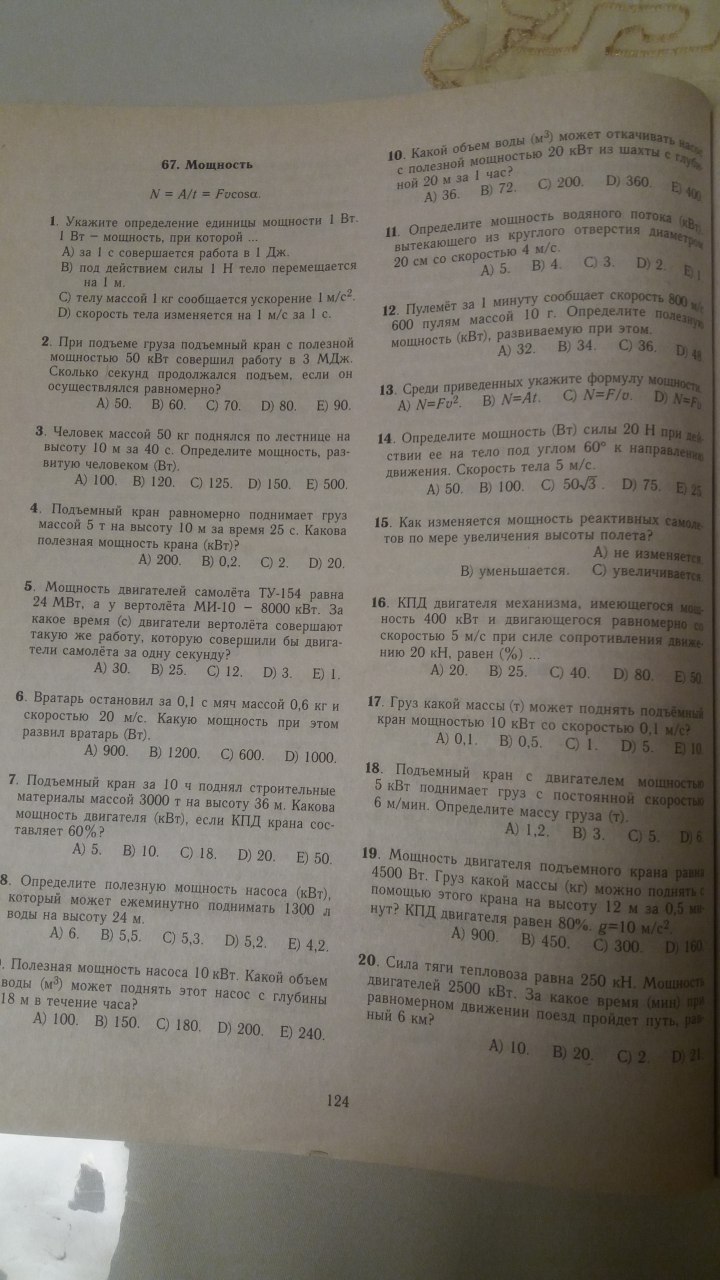 67. Мощность
N = A/t = Fυcosα.
1. Укажите определение единицы мощности 1 Вт.
1 Вт — мощность, при которой ...
A) за 1 с совершается работа в 1 Дж.
B) под действием силы 1 Н тело перемещается
на 1 м.
C) телу массой 1 кг сообщается ускорение 1 м/с².
D) скорость тела изменяется на 1 м/с за 1 с.
2. При подъеме груза подъемный кран с полезной
мощностью 50 кВт совершил работу в 3 МДж.
Сколько секунд продолжался подъем, если он
осуществлялся равномерно?
A) 50. B) 60. C) 70. D) 80. E) 90.
3. Человек массой 50 кг поднялся по лестнице на
высоту 10 м за 40 с. Определите мощность, раз-
витую человеком (Вт).
A) 100. B) 120. C) 125. D) 150. E) 500.
4. Подъемный кран равномерно поднимает груз
массой 5 т на высоту 10 м за время 25 с. Какова
полезная мощность крана (кВт)?
A) 200. B) 0,2. C) 2. D) 20.
5. Мощность двигателей самолёта ТУ-154 равна
24 МВт, а у вертолёта МИ-10 — 8000 кВт. За
какое время (с) двигатели вертолёта совершают
такую же работу, которую совершили бы двига-
тели самолёта за одну секунду?
A) 30. B) 25. C) 12. D) 3. E) 1.
6. Вратарь остановил за 0,1 с мяч массой 0,6 кг и
скоростью 20 м/с. Какую мощность при этом
развил вратарь (Вт).
A) 900. B) 1200. C) 600. D) 1000.
7. Подъемный кран за 10 ч поднял строительные
материалы массой 3000 т на высоту 36 м. Какова
мощность двигателя (кВт), если КПД крана сос-
тавляет 60%?
A) 5. B) 10. C) 18. D) 20. E) 50.
8. Определите полезную мощность насоса (кВт),
который может ежеминутно поднимать 1300 л
воды на высоту 24 м.
A) 6. B) 5,5. C) 5,3. D) 5,2. E) 4,2.
. Полезная мощность насоса 10 кВт. Какой объем
воды (м³) может поднять этот насос с глубины
18 м в течение часа?
A) 100. B) 150. C) 180. D) 200. E) 240.
10. Какой объем воды (м³) может откачивать насос
с полезной мощностью 20 кВт из шахты с глуби-
ной 20 м за 1 час?
A) 36. B) 72. C) 200. D) 360. E) 400
11. Определите мощность водяного потока (кВт),
вытекающего из круглого отверстия диаметром
20 см со скоростью 4 м/с.
A) 5. B) 4. C) 3. D) 2. E) 1
12. Пулемёт за 1 минуту сообщает скорость 800 м/с
600 пулям массой 10 г. Определите полезную
мощность (кВт), развиваемую при этом.
A) 32. B) 34. C) 36. D) 48
13. Среди приведенных укажите формулу мощности.
A) N=Fυ². B) N=At. C) N=F/υ. D) N=Fυ
14. Определите мощность (Вт) силы 20 Н при дей-
ствии ее на тело под углом 60° к направлению
движения. Скорость тела 5 м/с.
A) 50. B) 100. C) 50√3. D) 75. E) 25
15. Как изменяется мощность реактивных самоле-
тов по мере увеличения высоты полета?
A) не изменяется.
B) уменьшается. C) увеличивается
16. КПД двигателя механизма, имеющегося мощ-
ность 400 кВт и двигающегося равномерно со
скоростью 5 м/с при силе сопротивления движе-
нию 20 кН, равен (%) ...
A) 20. B) 25. C) 40. D) 80. E) 50
17. Груз какой массы (т) может поднять подъёмный
кран мощностью 10 кВт со скоростью 0,1 м/с?
A) 0,1. B) 0,5. C) 1. D) 5. E) 10
18. Подъемный кран с двигателем мощностью
5 кВт поднимает груз с постоянной скоростью
6 м/мин. Определите массу груза (т).
A) 1,2. B) 3. C) 5. D) 6.
19. Мощность двигателя подъемного крана равна
4500 Вт. Груз какой массы (кг) можно поднять с
помощью этого крана на высоту 12 м за 0,5 ми-
нут? КПД двигателя равен 80%. g=10 м/с².
A) 900. B) 450. C) 300. D) 160
20. Сила тяги тепловоза равна 250 кН. Мощность
двигателей 2500 кВт. За какое время (мин) при
равномерном движении поезд пройдет путь, рав-
ный 6 км?
A) 10. B) 20. C) 2. D) 21.
124